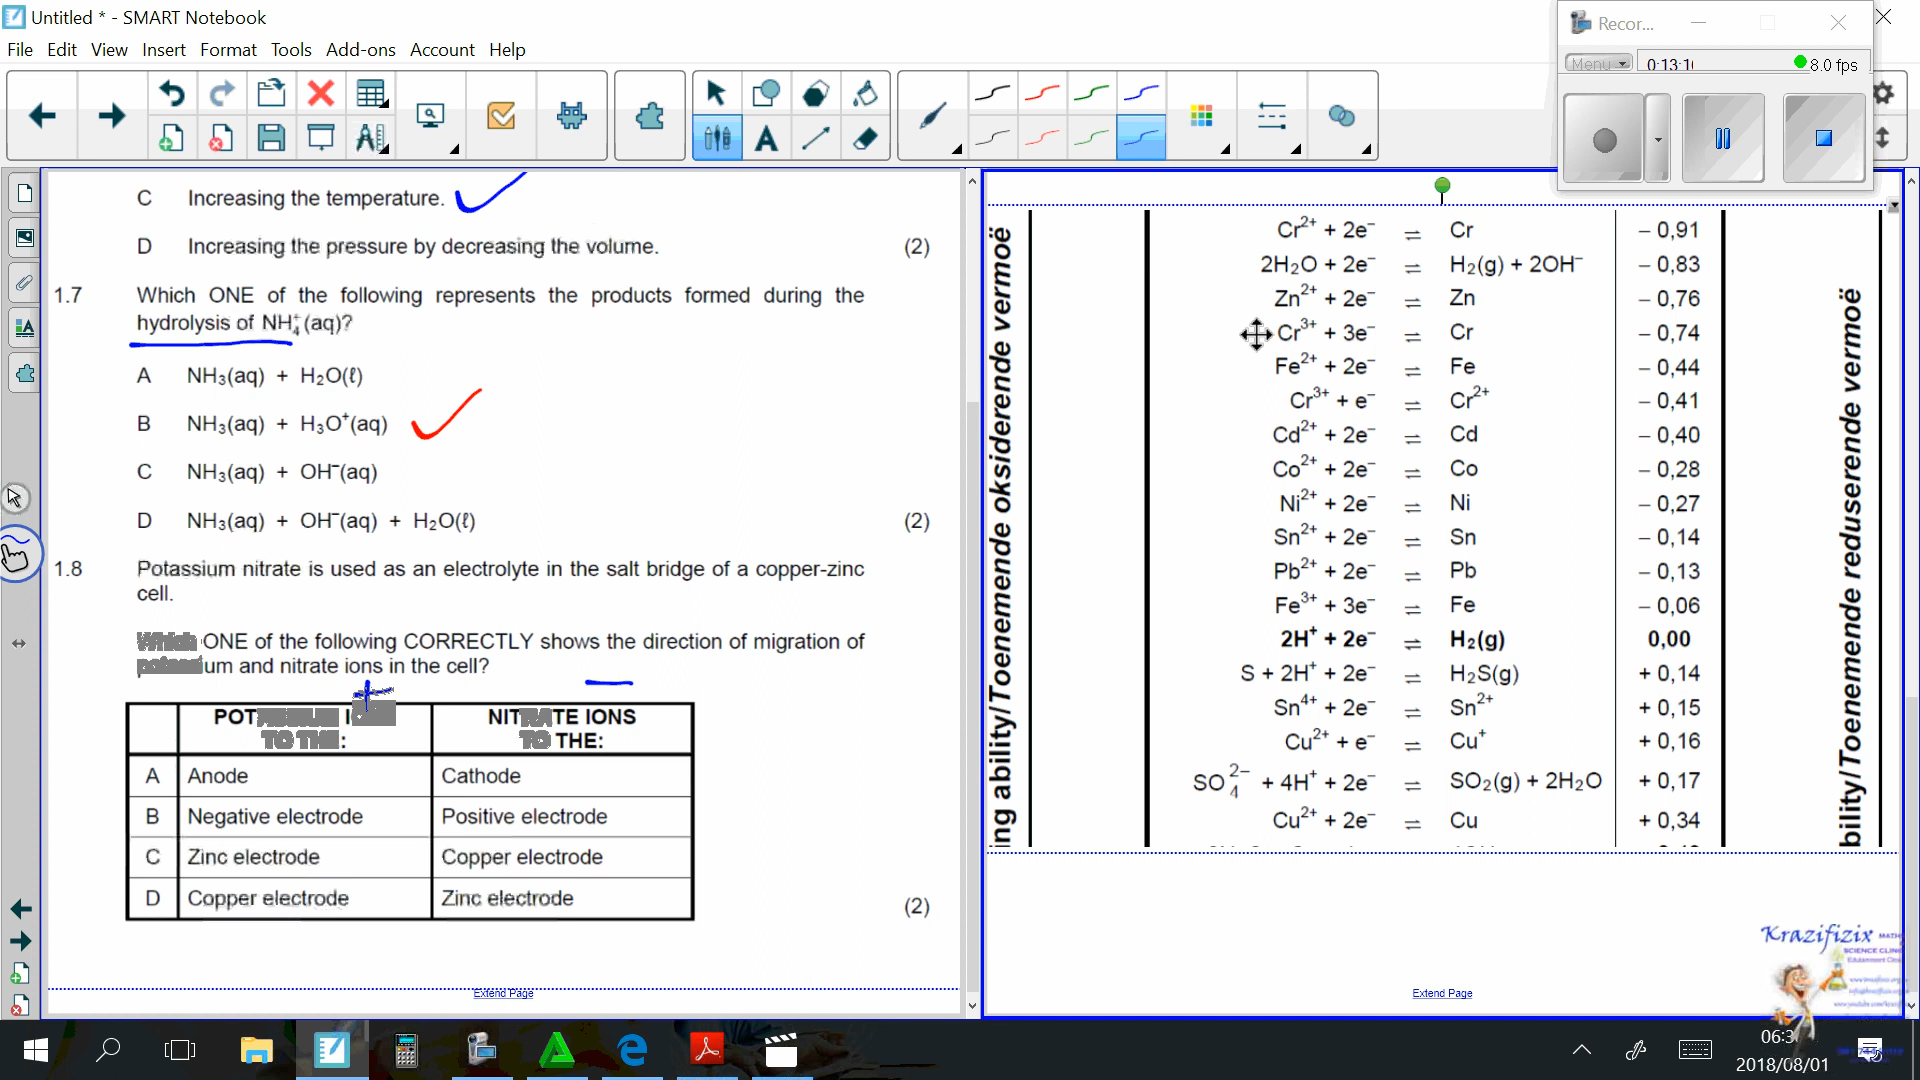 Untitled * - SMART Notebook
File Edit View Insert Format Tools Add-ons Account Help
Recor...
Menu
8.0 fps
C Increasing the temperature.
D Increasing the pressure by decreasing the volume. (2)
1.7 Which ONE of the following represents the products formed during the
hydrolysis of NH₄⁺(aq)?
A NH₃(aq) + H₂O(ℓ)
B NH₃(aq) + H₃O⁺(aq)
C NH₃(aq) + OH⁻(aq)
D NH₃(aq) + OH⁻(aq) + H₂O(ℓ) (2)
1.8 Potassium nitrate is used as an electrolyte in the salt bridge of a copper-zinc
cell.
Which ONE of the following CORRECTLY shows the direction of migration of
potassium and nitrate ions in the cell?
TO THE: NITRATE IONS TO THE:
A Anode Cathode
B Negative electrode Positive electrode
C Zinc electrode Copper electrode
D Copper electrode Zinc electrode
(2)
Extend Page
ing ability/Toenemende oksiderende vermoë
Cr²⁺ + 2e⁻ ⇌ Cr − 0,91
2H₂O + 2e⁻ ⇌ H₂(g) + 2OH⁻ − 0,83
Zn²⁺ + 2e⁻ ⇌ Zn − 0,76
Cr³⁺ + 3e⁻ ⇌ Cr − 0,74
Fe²⁺ + 2e⁻ ⇌ Fe − 0,44
Cr³⁺ + e⁻ ⇌ Cr²⁺ − 0,41
Cd²⁺ + 2e⁻ ⇌ Cd − 0,40
Co²⁺ + 2e⁻ ⇌ Co − 0,28
Ni²⁺ + 2e⁻ ⇌ Ni − 0,27
Sn²⁺ + 2e⁻ ⇌ Sn − 0,14
Pb²⁺ + 2e⁻ ⇌ Pb − 0,13
Fe³⁺ + 3e⁻ ⇌ Fe − 0,06
2H⁺ + 2e⁻ ⇌ H₂(g) 0,00
S + 2H⁺ + 2e⁻ ⇌ H₂S(g) + 0,14
Sn⁴⁺ + 2e⁻ ⇌ Sn²⁺ + 0,15
Cu²⁺ + e⁻ ⇌ Cu⁺ + 0,16
SO₄²⁻ + 4H⁺ + 2e⁻ ⇌ SO₂(g) + 2H₂O + 0,17
Cu²⁺ + 2e⁻ ⇌ Cu + 0,34
bility/Toenemende reduserende vermoë
Extend Page
Krazifizix
SCIENCE CLINIC
2018/08/01